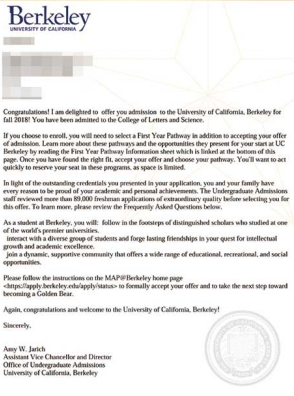 Berkeley
UNIVERSITY OF CALIFORNIA
Congratulations! I am delighted to offer you admission to the University of California, Berkeley for
fall 2018! You have been admitted to the College of Letters and Science.
If you choose to enroll, you will need to select a First Year Pathway in addition to accepting your offer
of admission. Learn more about these pathways and the opportunities they present for your start at UC
Berkeley by reading the First Year Pathway Information sheet which is linked at the bottom of this
page. Once you have found the right fit, accept your offer and choose your pathway. You'll want to act
quickly to reserve your seat in these programs, as space is limited.
In light of the outstanding credentials you presented in your application, you and your family have
every reason to be proud of your academic and personal achievements. The Undergraduate Admissions
staff reviewed more than 89,000 freshman applications of extraordinary quality before selecting you for
this offer. To learn more, please review the Frequently Asked Questions below.
As a student at Berkeley, you will: follow in the footsteps of distinguished scholars who studied at one
of the world's premier universities.
interact with a diverse group of students and forge lasting friendships in your quest for intellectual
growth and academic excellence.
join a dynamic, supportive community that offers a wide range of educational, recreational, and social
opportunities.
Please follow the instructions on the MAP@Berkeley home page
<https://apply.berkeley.edu/apply/status> to formally accept your offer and to take the next step toward
becoming a Golden Bear.
Again, congratulations and welcome to the University of California, Berkeley!
Sincerely,
Amy W. Jarich
Assistant Vice Chancellor and Director
Office of Undergraduate Admissions
University of California, Berkeley